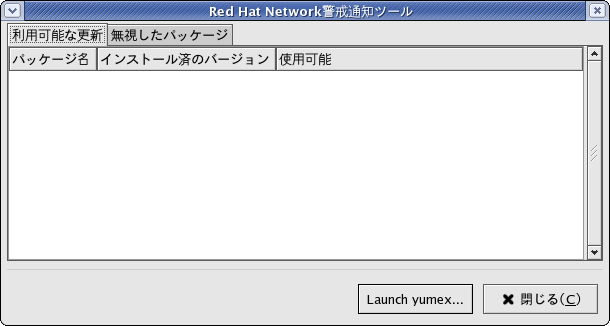 Red Hat Network警戒通知ツール
利用可能な更新 無視したパッケージ
パッケージ名 インストール済のバージョン 使用可能
Launch yumex... 閉じる(C)